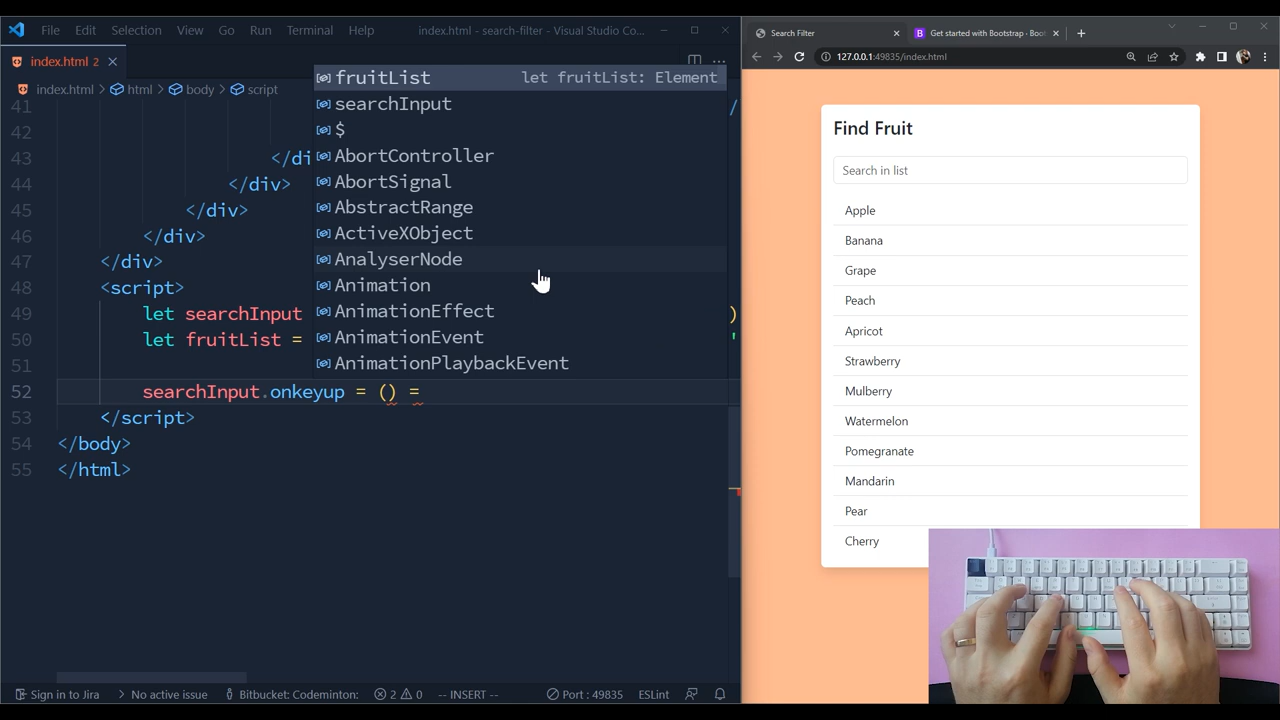 File Edit Selection View Go Run Terminal Help index.html - search-filter - Visual Studio Co...
index.html 2
index.html > html > body > script
fruitList let fruitList: Element
searchInput
$
AbortController
AbortSignal
AbstractRange
ActiveXObject
AnalyserNode
Animation
AnimationEffect
AnimationEvent
AnimationPlaybackEvent
41 /
42
43 </di
44 </div>
45 </div>
46 </div>
47 </div>
48 <script>
49 let searchInput )
50 let fruitList = '
51
52 searchInput.onkeyup = () =
53 </script>
54 </body>
55 </html>
Sign in to Jira No active issue Bitbucket: Codeminton: 2 0 -- INSERT -- Port : 49835 ESLint
Search Filter Get started with Bootstrap · Boot
127.0.0.1:49835/index.html
Find Fruit
Search in list
Apple
Banana
Grape
Peach
Apricot
Strawberry
Mulberry
Watermelon
Pomegranate
Mandarin
Pear
Cherry